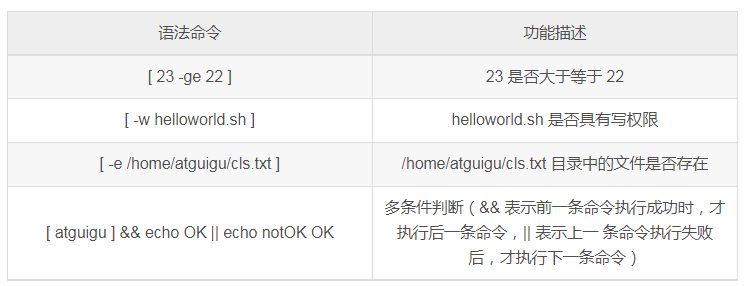 语法命令 功能描述
[ 23 -ge 22 ] 23 是否大于等于 22
[ -w helloworld.sh ] helloworld.sh 是否具有写权限
[ -e /home/atguigu/cls.txt ] /home/atguigu/cls.txt 目录中的文件是否存在
[ atguigu ] && echo OK || echo notOK OK
多条件判断（&& 表示前一条命令执行成功时，才
执行后一条命令，|| 表示上一 条命令执行失败
后，才执行下一条命令）